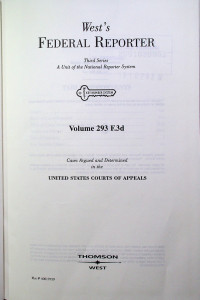 West's
FEDERAL REPORTER
Third Series
A Unit of the National Reporter System
Volume 293 F.3d
Cases Argued and Determined
in the
UNITED STATES COURTS OF APPEALS
THOMSON
WEST